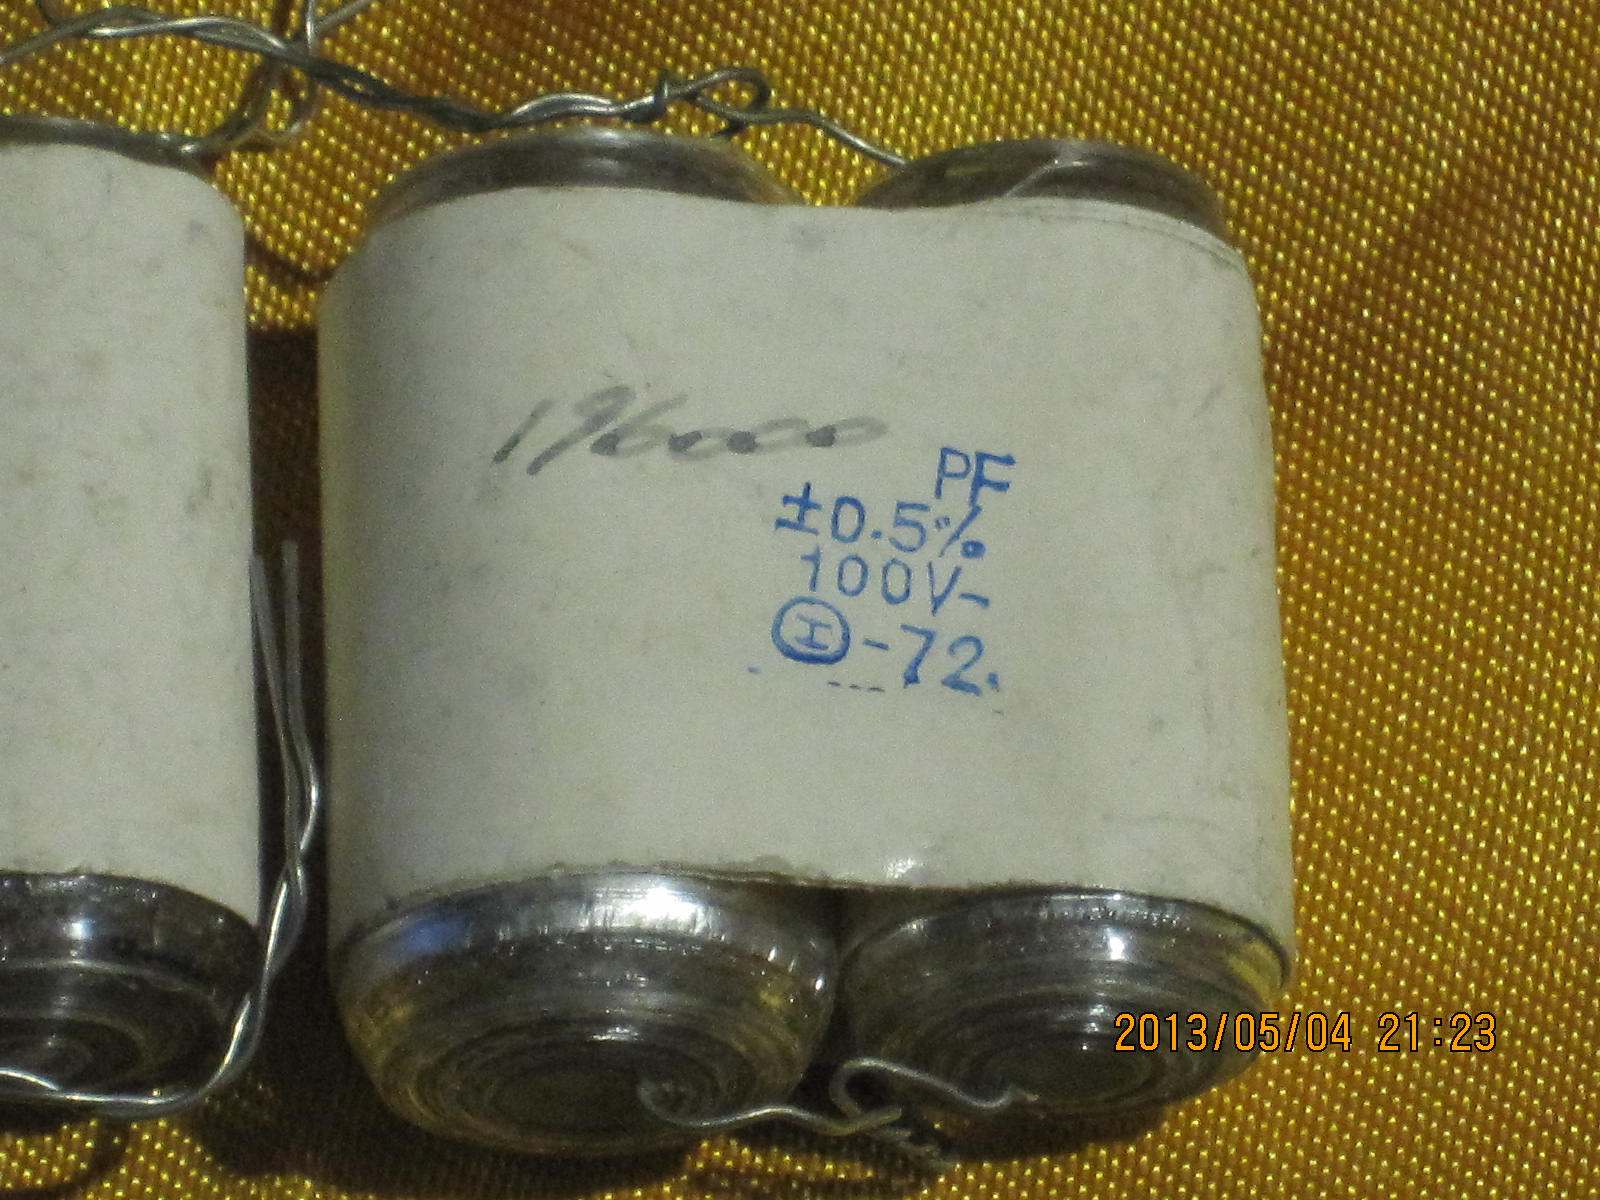 196000
PF
±0.5%
100V-
I -72.
2013/05/04 21:23